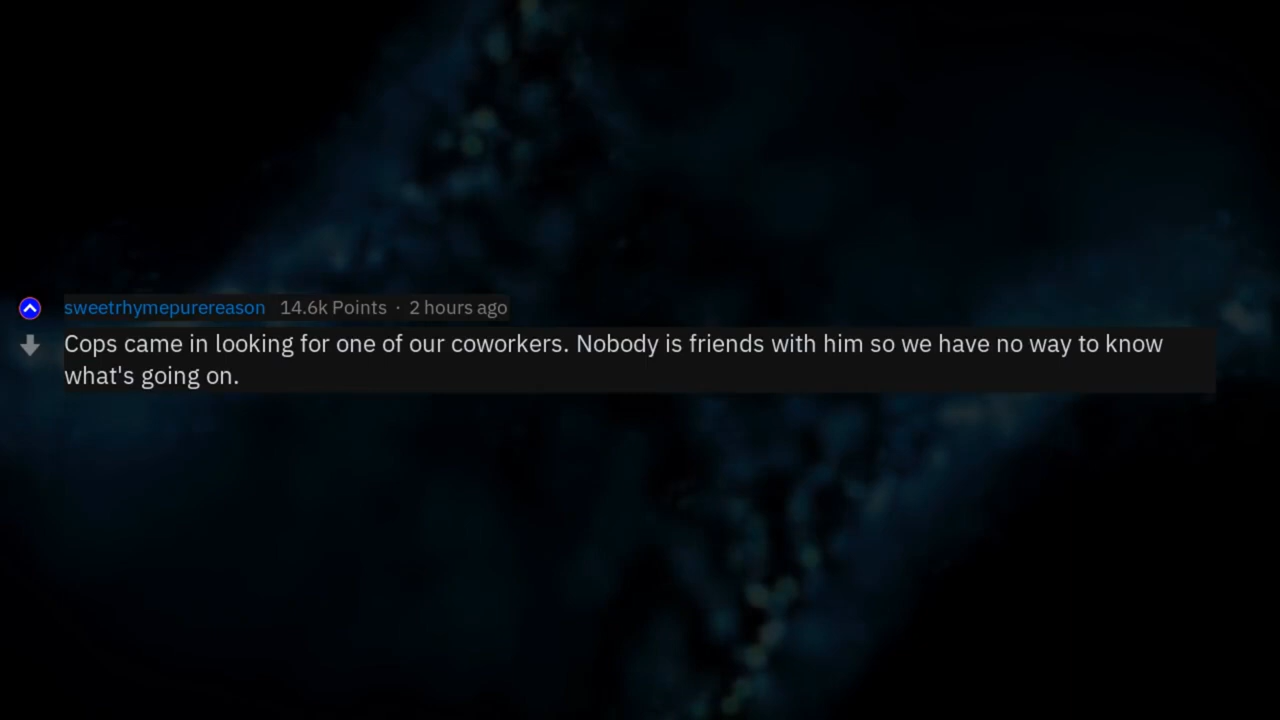 sweetrhymepurereason 14.6k Points · 2 hours ago
Cops came in looking for one of our coworkers. Nobody is friends with him so we have no way to know
what's going on.